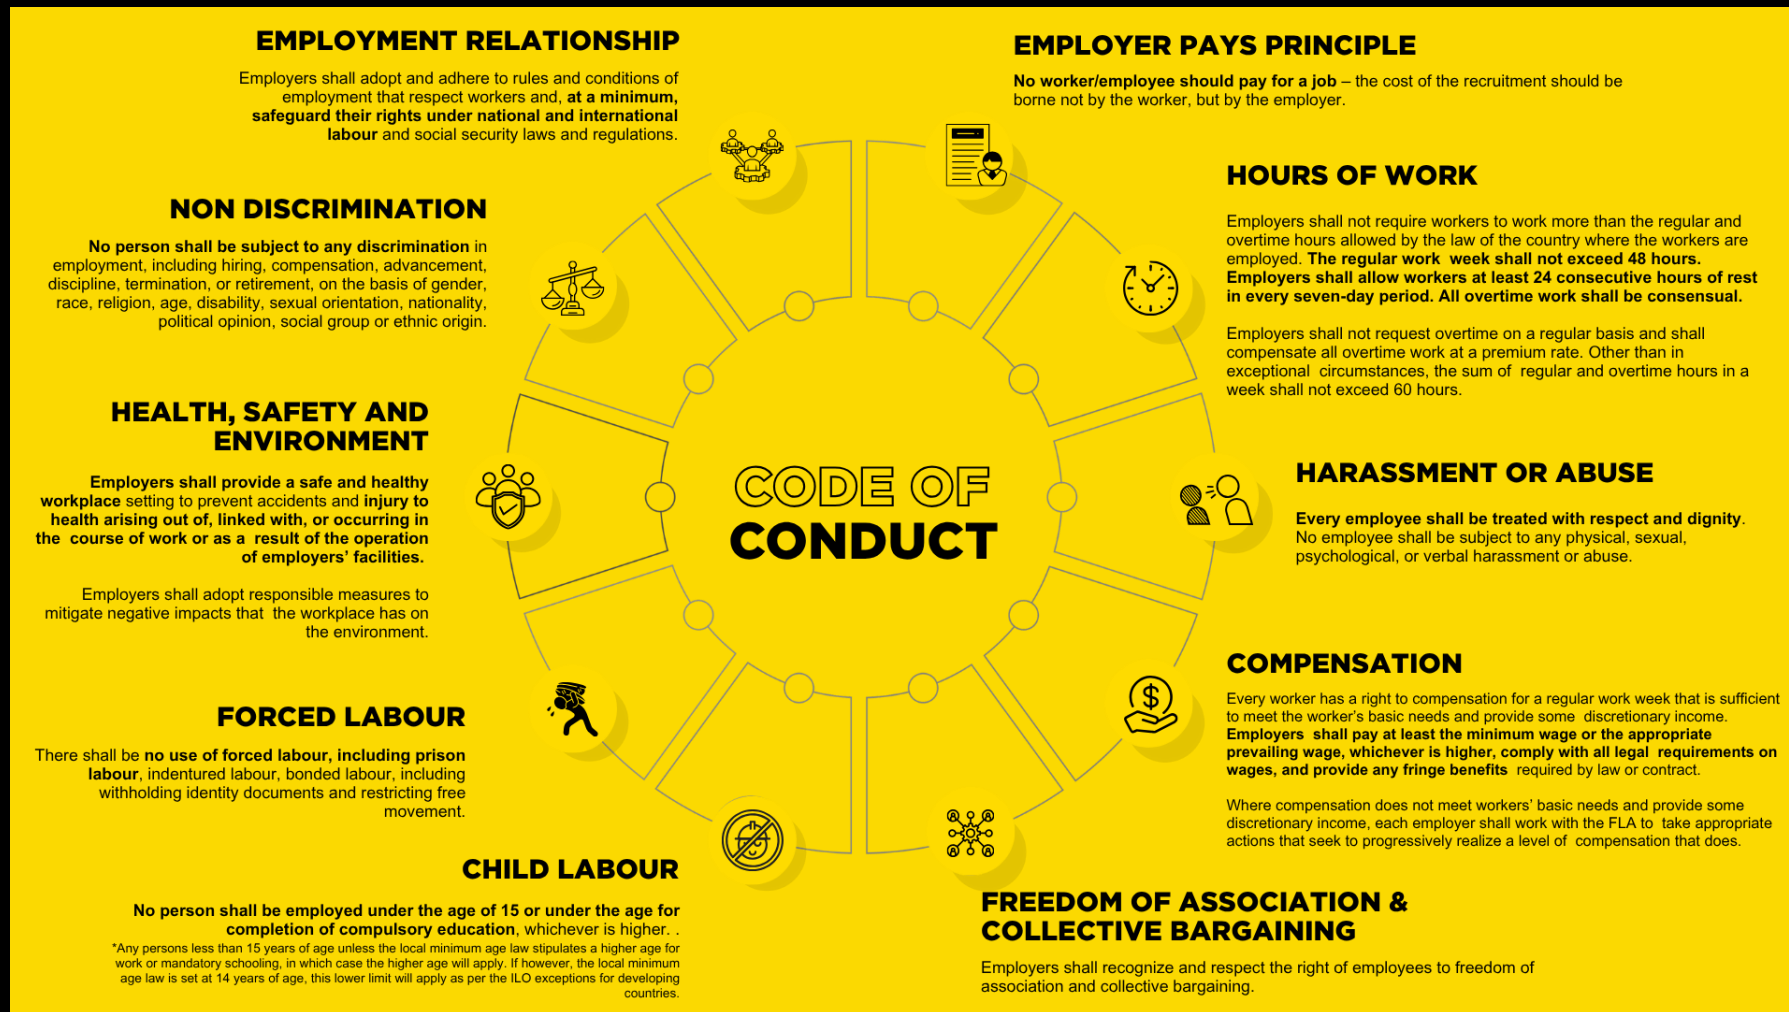 EMPLOYMENT RELATIONSHIP
Employers shall adopt and adhere to rules and conditions of
employment that respect workers and, at a minimum,
safeguard their rights under national and international
labour and social security laws and regulations.
NON DISCRIMINATION
No person shall be subject to any discrimination in
employment, including hiring, compensation, advancement,
discipline, termination, or retirement, on the basis of gender,
race, religion, age, disability, sexual orientation, nationality,
political opinion, social group or ethnic origin.
HEALTH, SAFETY AND
ENVIRONMENT
Employers shall provide a safe and healthy
workplace setting to prevent accidents and injury to
health arising out of, linked with, or occurring in
the course of work or as a result of the operation
of employers’ facilities.
Employers shall adopt responsible measures to
mitigate negative impacts that the workplace has on
the environment.
FORCED LABOUR
There shall be no use of forced labour, including prison
labour, indentured labour, bonded labour, including
withholding identity documents and restricting free
movement.
CHILD LABOUR
No person shall be employed under the age of 15 or under the age for
completion of compulsory education, whichever is higher. .
*Any persons less than 15 years of age unless the local minimum age law stipulates a higher age for
work or mandatory schooling, in which case the higher age will apply. If however, the local minimum
age law is set at 14 years of age, this lower limit will apply as per the ILO exceptions for developing
countries.
CODE OF
CONDUCT
EMPLOYER PAYS PRINCIPLE
No worker/employee should pay for a job – the cost of the recruitment should be
borne not by the worker, but by the employer.
HOURS OF WORK
Employers shall not require workers to work more than the regular and
overtime hours allowed by the law of the country where the workers are
employed. The regular work week shall not exceed 48 hours.
Employers shall allow workers at least 24 consecutive hours of rest
in every seven-day period. All overtime work shall be consensual.
Employers shall not request overtime on a regular basis and shall
compensate all overtime work at a premium rate. Other than in
exceptional circumstances, the sum of regular and overtime hours in a
week shall not exceed 60 hours.
HARASSMENT OR ABUSE
Every employee shall be treated with respect and dignity.
No employee shall be subject to any physical, sexual,
psychological, or verbal harassment or abuse.
COMPENSATION
Every worker has a right to compensation for a regular work week that is sufficient
to meet the worker’s basic needs and provide some discretionary income.
Employers shall pay at least the minimum wage or the appropriate
prevailing wage, whichever is higher, comply with all legal requirements on
wages, and provide any fringe benefits required by law or contract.
Where compensation does not meet workers’ basic needs and provide some
discretionary income, each employer shall work with the FLA to take appropriate
actions that seek to progressively realize a level of compensation that does.
FREEDOM OF ASSOCIATION &
COLLECTIVE BARGAINING
Employers shall recognize and respect the right of employees to freedom of
association and collective bargaining.